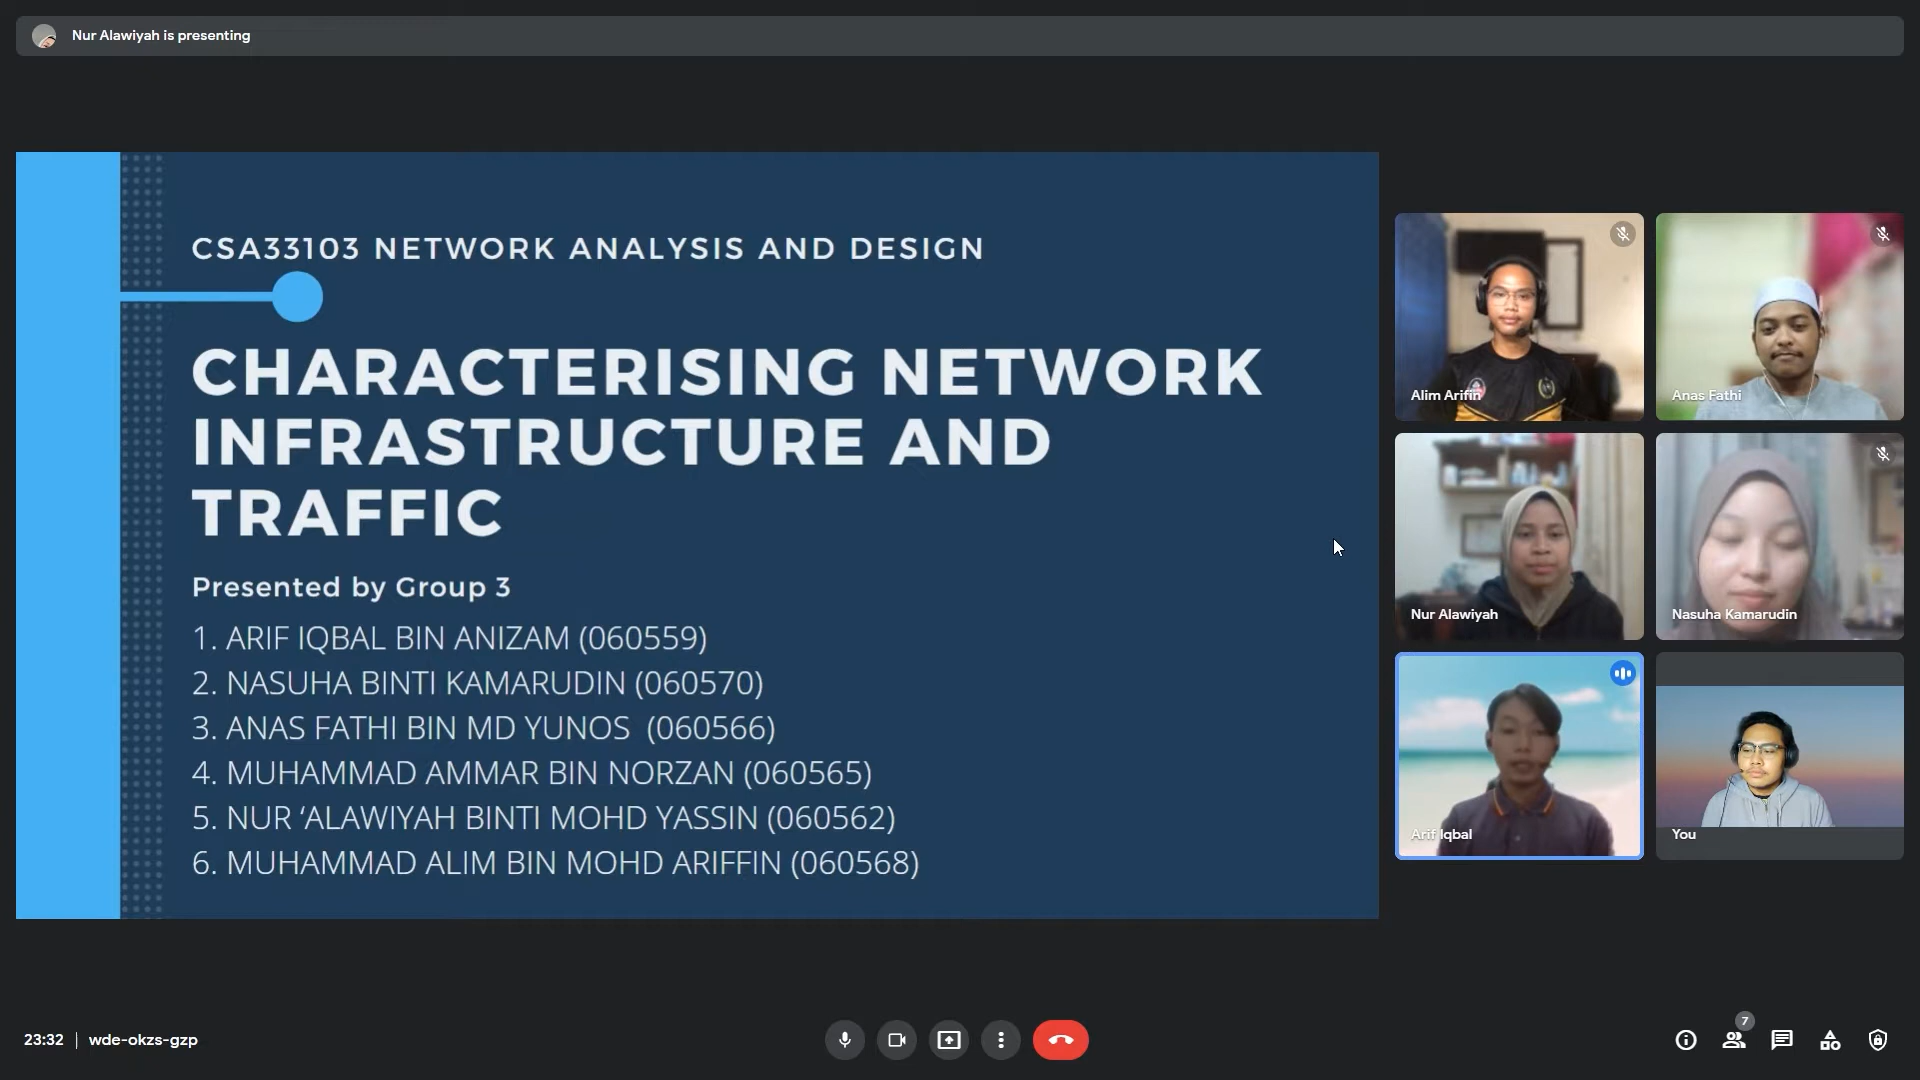 Nur Alawiyah is presenting
CSA33103 NETWORK ANALYSIS AND DESIGN
CHARACTERISING NETWORK
INFRASTRUCTURE AND
TRAFFIC
Presented by Group 3
1. ARIF IQBAL BIN ANIZAM (060559)
2. NASUHA BINTI KAMARUDIN (060570)
3. ANAS FATHI BIN MD YUNOS (060566)
4. MUHAMMAD AMMAR BIN NORZAN (060565)
5. NUR ‘ALAWIYAH BINTI MOHD YASSIN (060562)
6. MUHAMMAD ALIM BIN MOHD ARIFFIN (060568)
Alim Arifin
Anas Fathi
Nur Alawiyah
Nasuha Kamarudin
Arif Iqbal
You
23:32 | wde-okzs-gzp
7